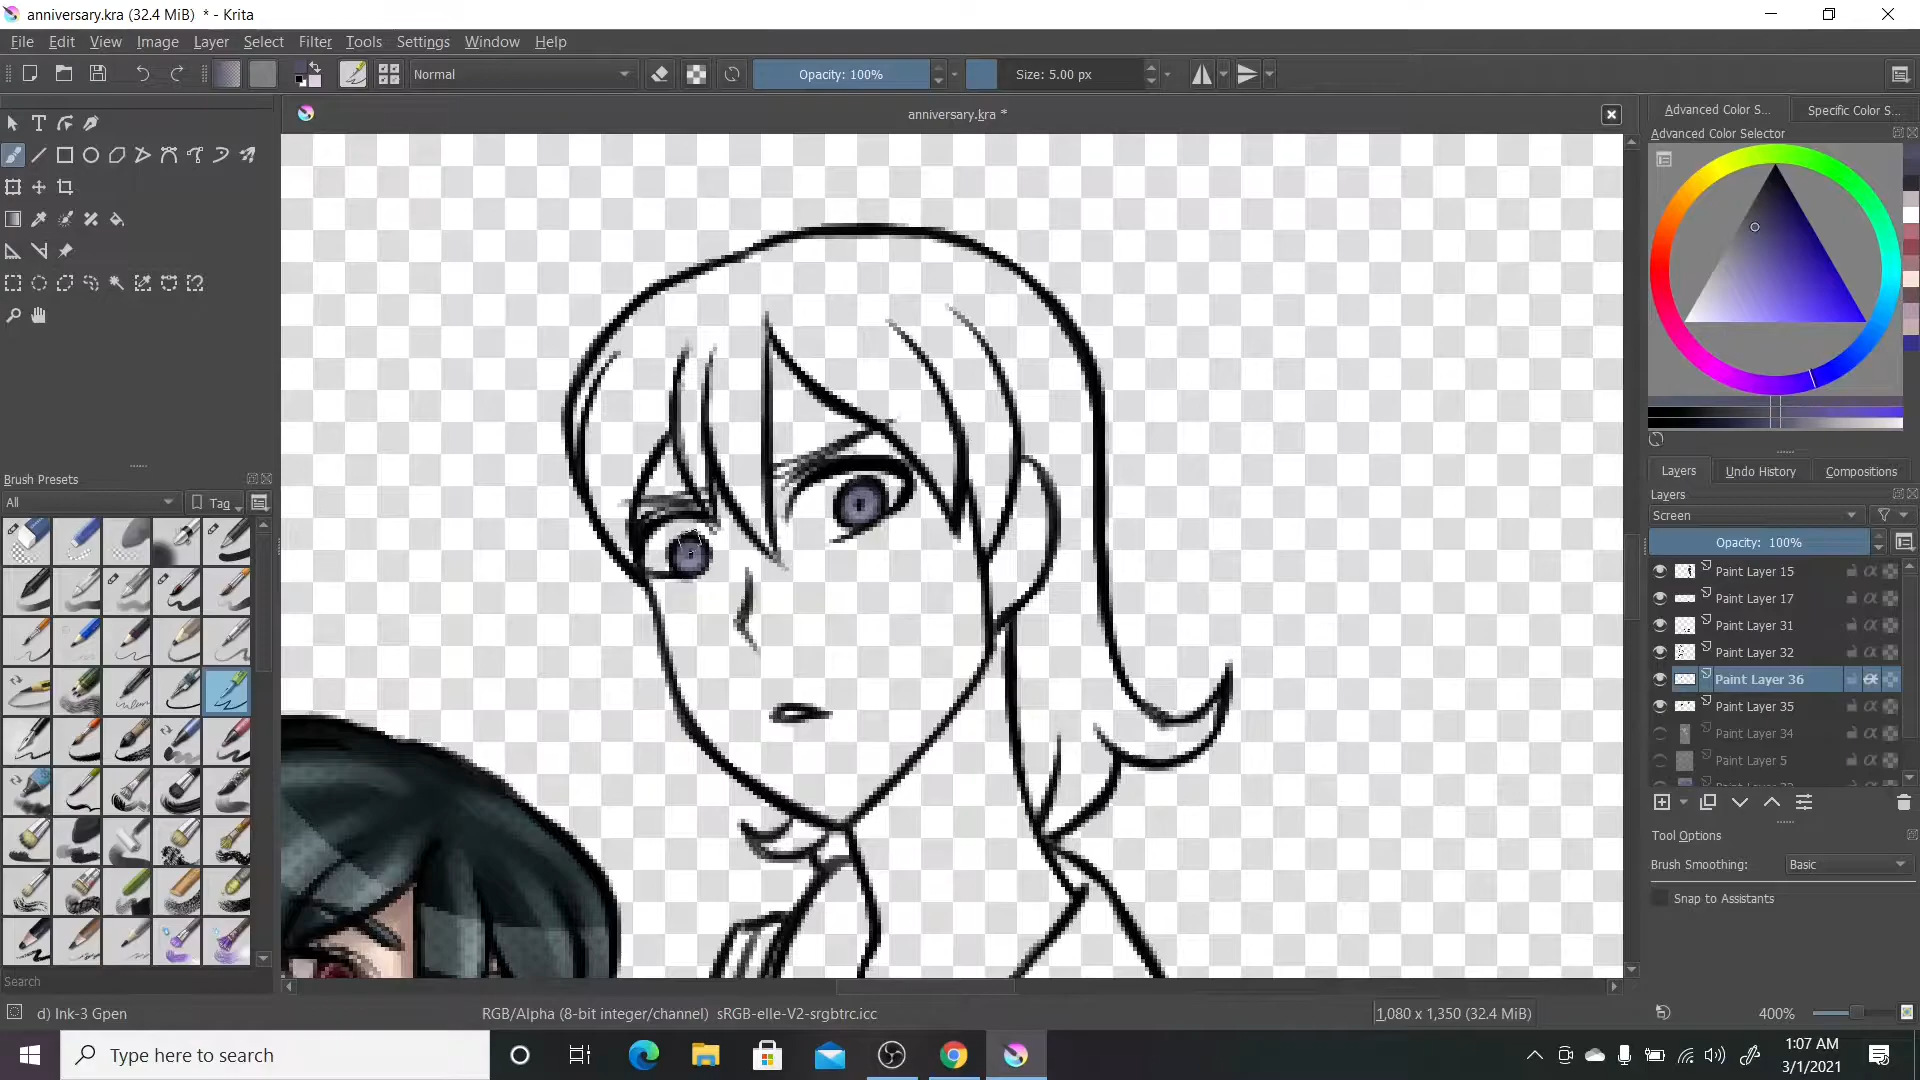 anniversary.kra (32.4 MiB) * - Krita
File Edit View Image Layer Select Filter Tools Settings Window Help
Normal Opacity: 100% Size: 5.00 px
anniversary.kra *
Advanced Color S... Specific Color S...
Advanced Color Selector
Brush Presets
All Tag
Search
Layers Undo History Compositions
Layers
Screen
Opacity: 100%
Paint Layer 15
Paint Layer 17
Paint Layer 31
Paint Layer 32
Paint Layer 36
Paint Layer 35
Paint Layer 34
Paint Layer 5
Tool Options
Brush Smoothing: Basic
Snap to Assistants
d) Ink-3 Gpen RGB/Alpha (8-bit integer/channel) sRGB-elle-V2-srgbtrc.icc 1,080 x 1,350 (32.4 MiB) 400%
Type here to search
1:07 AM
3/1/2021